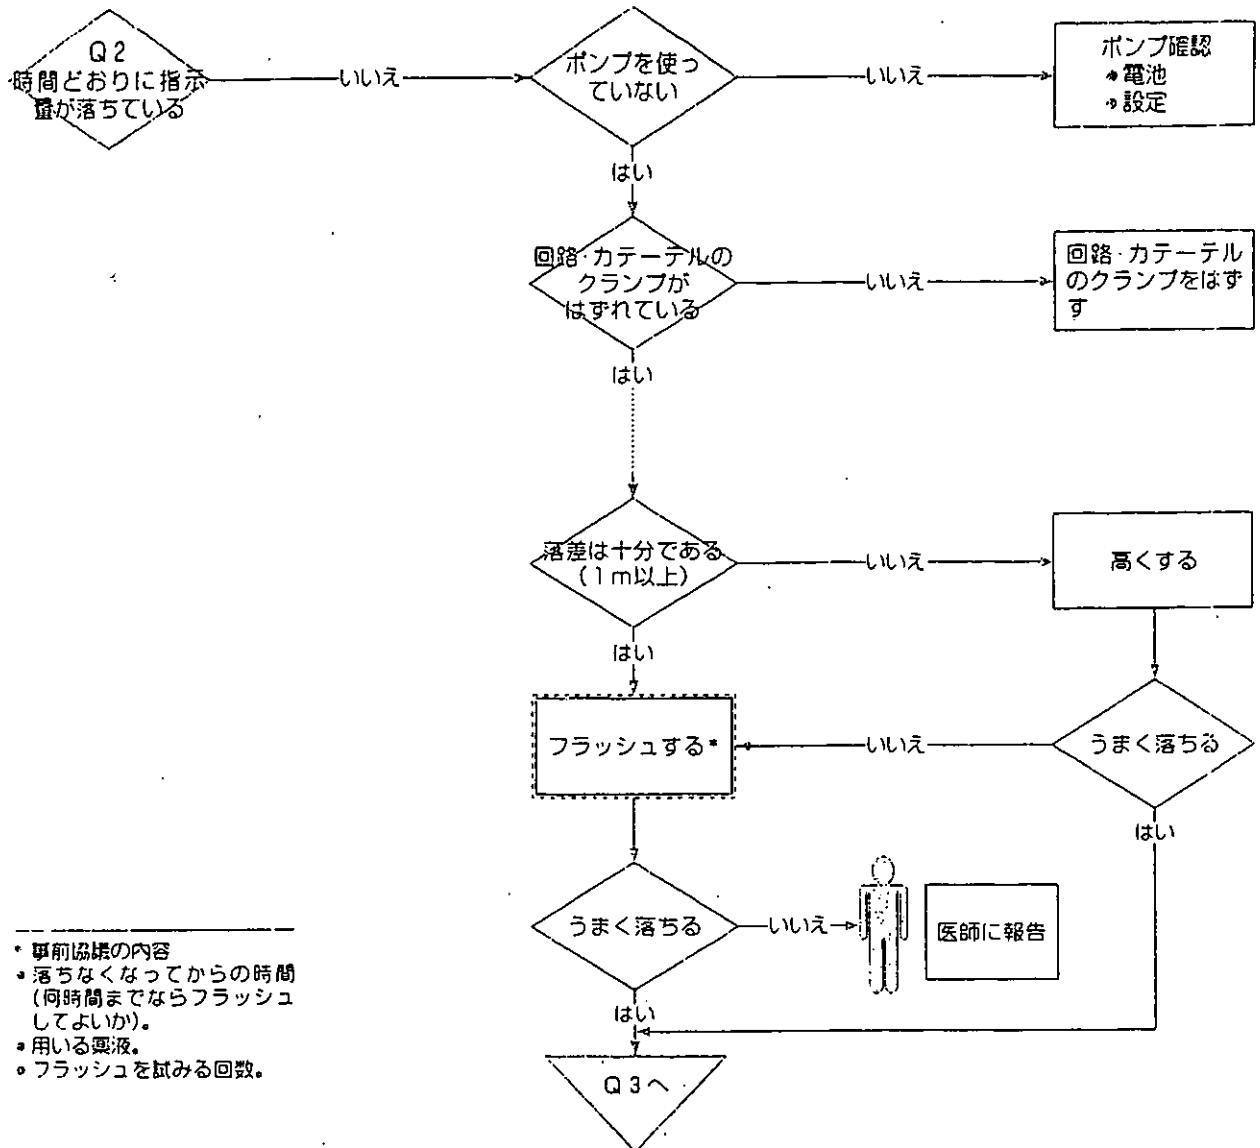 Q2
時間どおりに指示
量が落ちている
いいえ
ポンプを使っ
ていない
いいえ
ポンプ確認
・電池
・設定
はい
回路・カテーテルの
クランプが
はずれている
いいえ
回路・カテーテル
のクランプをはず
す
はい
落差は十分である
(1m以上)
いいえ
高くする
はい
フラッシュする*
いいえ
うまく落ちる
はい
うまく落ちる
いいえ
医師に報告
はい
Q3へ
* 事前協議の内容
・落ちなくなってからの時間
(何時間までならフラッシュ
してよいか)。
・用いる薬液。
・フラッシュを試みる回数。